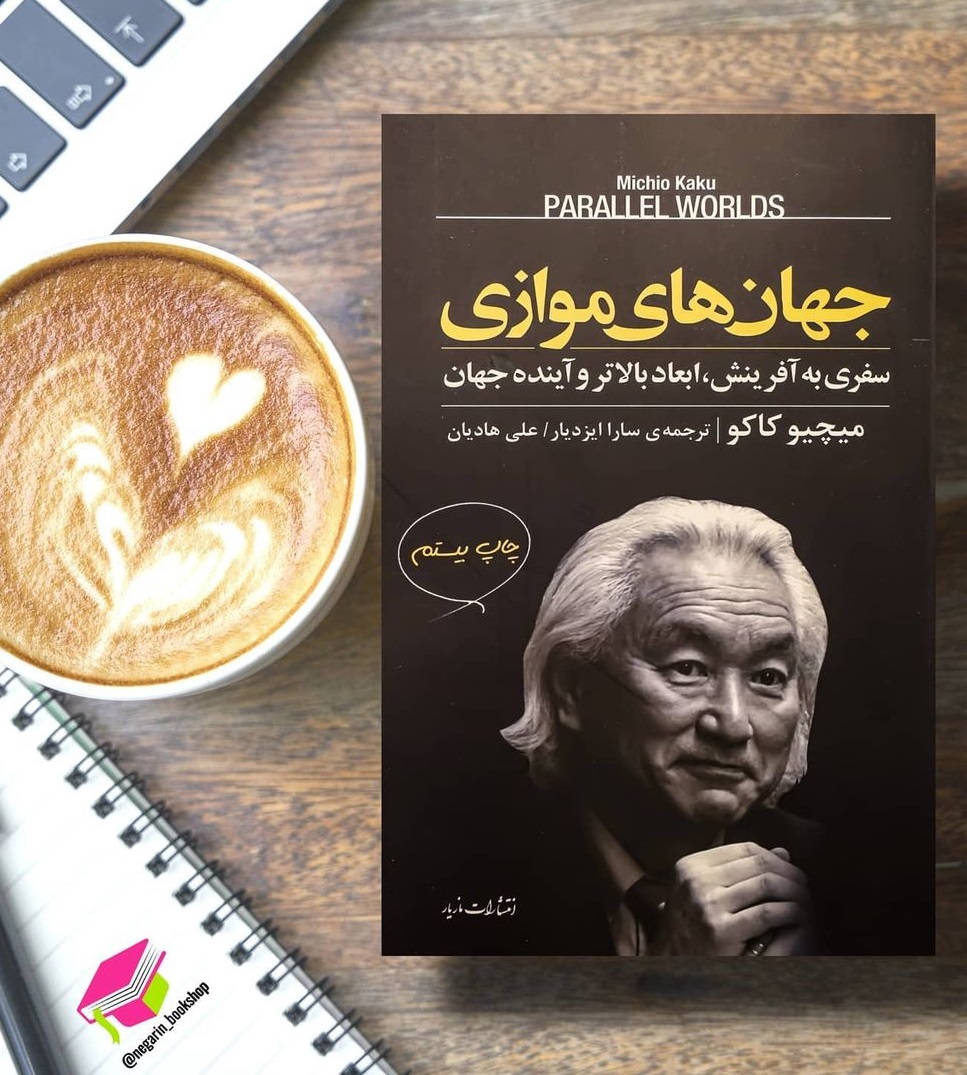 Michio Kaku
PARALLEL WORLDS
جهان‌های موازی
سفری به آفرینش، ابعاد بالاتر و آینده جهان
میچیو کاکو | ترجمه‌ی سارا ایزدیار / علی هادیان
چاپ بیستم
انتشارات مازیار
@negarin_bookshop